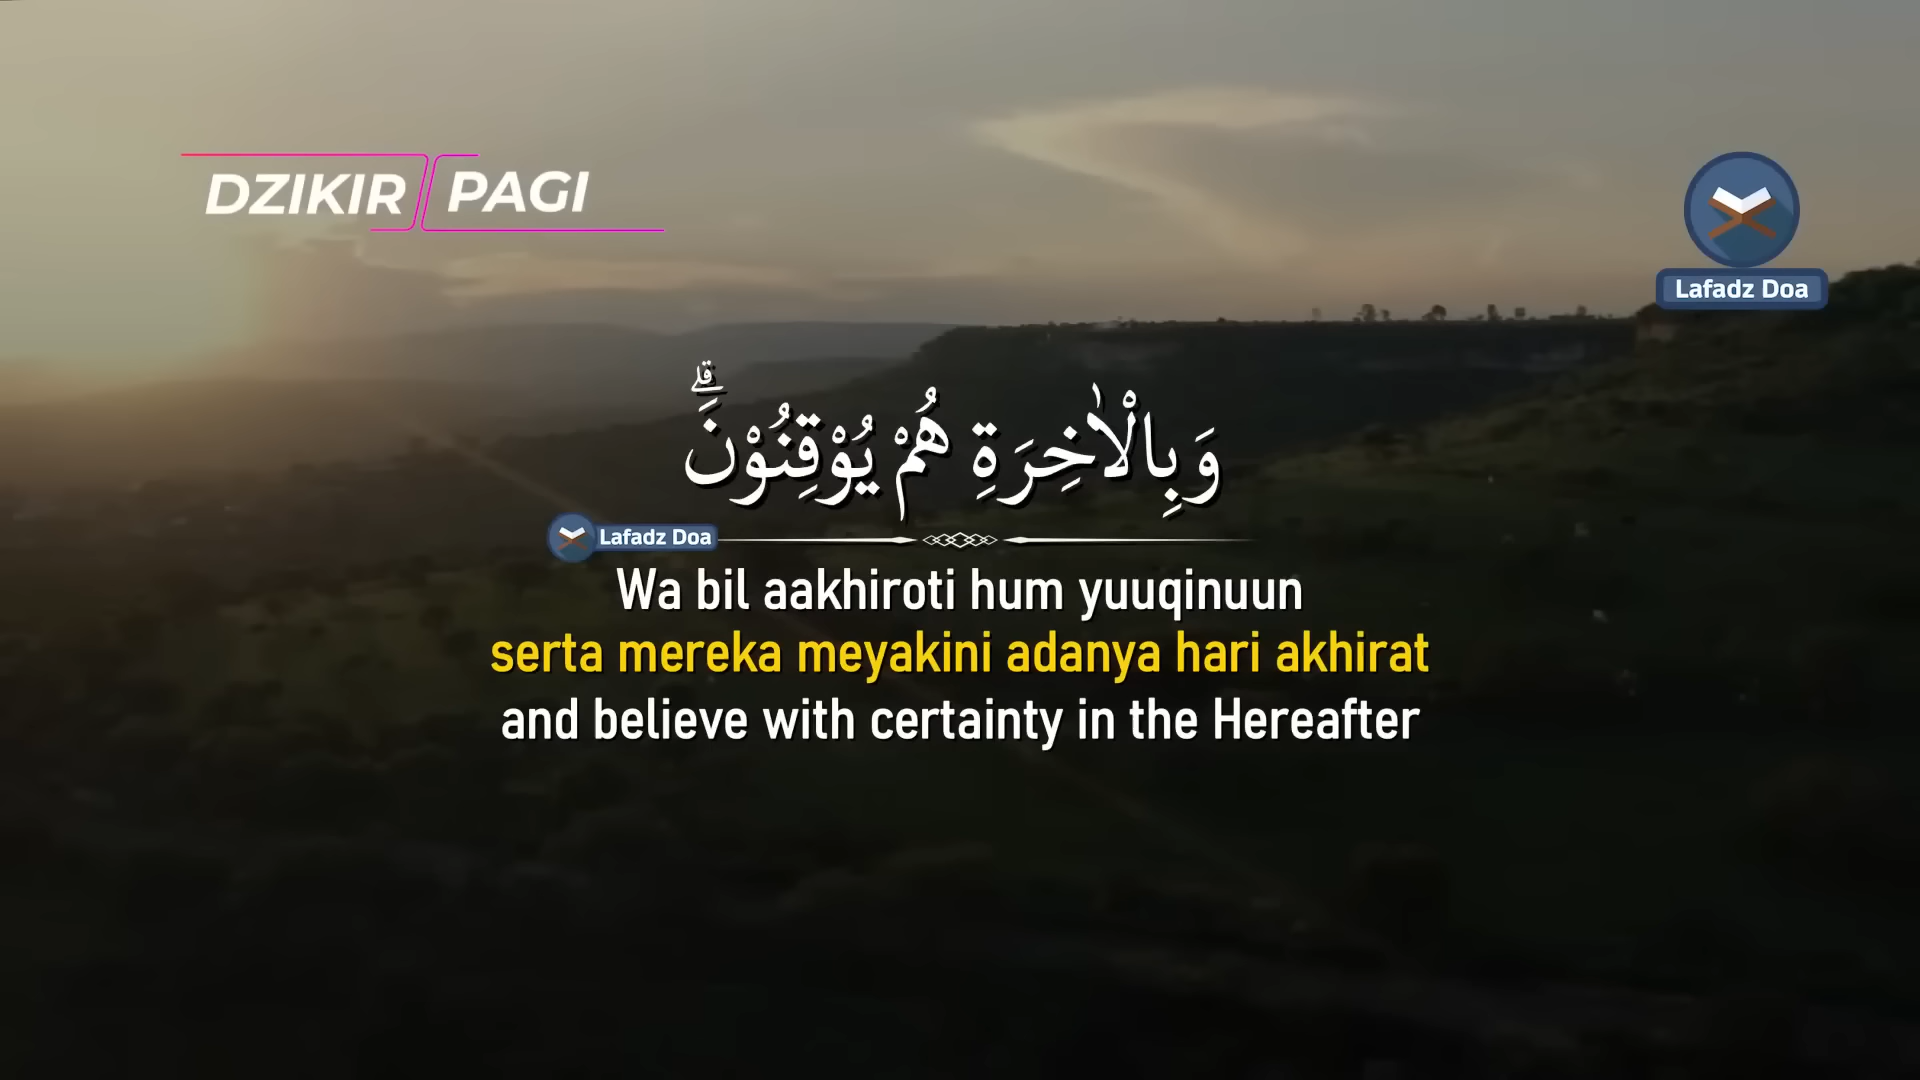 DZIKIR PAGI
Lafadz Doa
وَبِالْاٰخِرَةِ هُمْ يُوْقِنُوْنَۗ
Lafadz Doa
Wa bil aakhiroti hum yuuqinuun
serta mereka meyakini adanya hari akhirat
and believe with certainty in the Hereafter